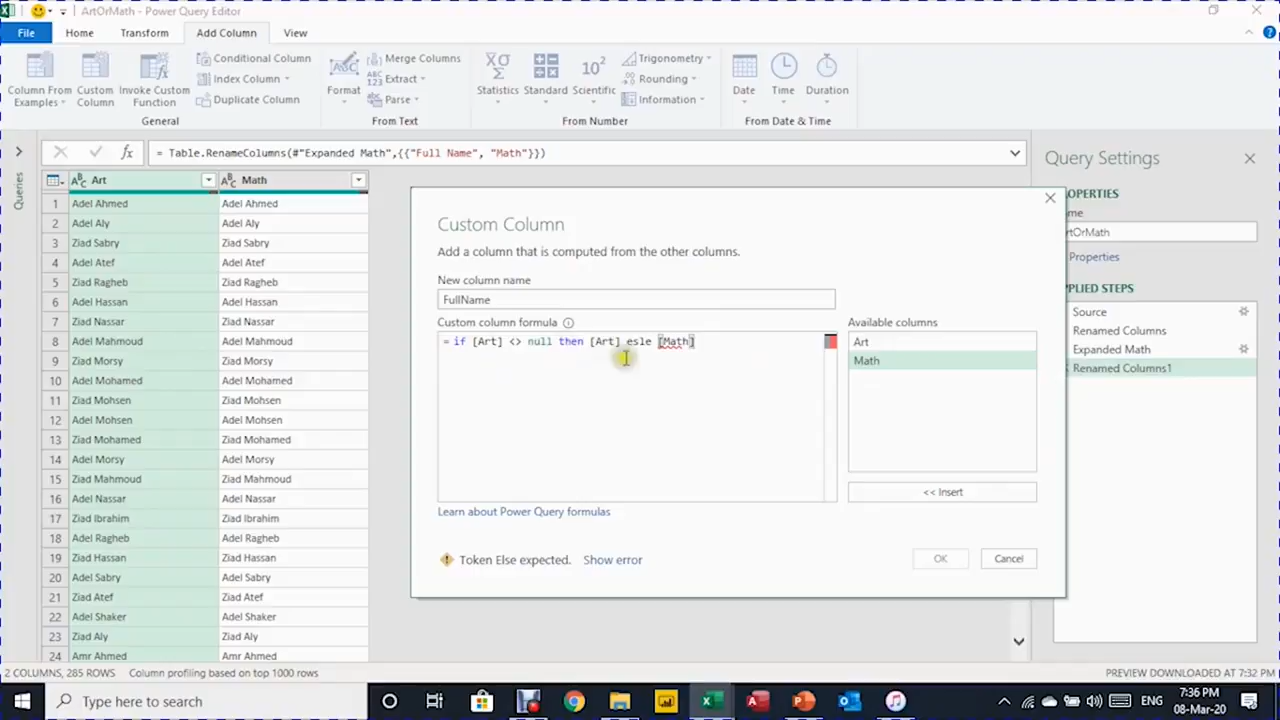 ArtOrMath - Power Query Editor
File Home Transform Add Column View
Column From Examples
Custom Column
Invoke Custom Function
Conditional Column
Index Column
Duplicate Column
General
Format
Merge Columns
Extract
Parse
From Text
Statistics
Standard
Scientific
Trigonometry
Rounding
Information
From Number
Date
Time
Duration
From Date & Time
Queries
= Table.RenameColumns(#"Expanded Math",{{"Full Name", "Math"}})
Art Math
1 Adel Ahmed Adel Ahmed
2 Adel Aly Adel Aly
3 Ziad Sabry Ziad Sabry
4 Adel Atef Adel Atef
5 Ziad Ragheb Ziad Ragheb
6 Adel Hassan Adel Hassan
7 Ziad Nassar Ziad Nassar
8 Adel Mahmoud Adel Mahmoud
9 Ziad Morsy Ziad Morsy
10 Adel Mohamed Adel Mohamed
11 Ziad Mohsen Ziad Mohsen
12 Adel Mohsen Adel Mohsen
13 Ziad Mohamed Ziad Mohamed
14 Adel Morsy Adel Morsy
15 Ziad Mahmoud Ziad Mahmoud
16 Adel Nassar Adel Nassar
17 Ziad Ibrahim Ziad Ibrahim
18 Adel Ragheb Adel Ragheb
19 Ziad Hassan Ziad Hassan
20 Adel Sabry Adel Sabry
21 Ziad Atef Ziad Atef
22 Adel Shaker Adel Shaker
23 Ziad Aly Ziad Aly
24 Amr Ahmed Amr Ahmed
Custom Column
Add a column that is computed from the other columns.
New column name
FullName
Custom column formula
= if [Art] <> null then [Art] esle [Math]
Available columns
Art
Math
<< Insert
Learn about Power Query formulas
Token Else expected. Show error
OK Cancel
Query Settings
ROPERTIES
ame
rtOrMath
Properties
PPLIED STEPS
Source
Renamed Columns
Expanded Math
Renamed Columns1
2 COLUMNS, 285 ROWS Column profiling based on top 1000 rows
PREVIEW DOWNLOADED AT 7:32 PM
Type here to search
ENG
7:36 PM
08-Mar-20